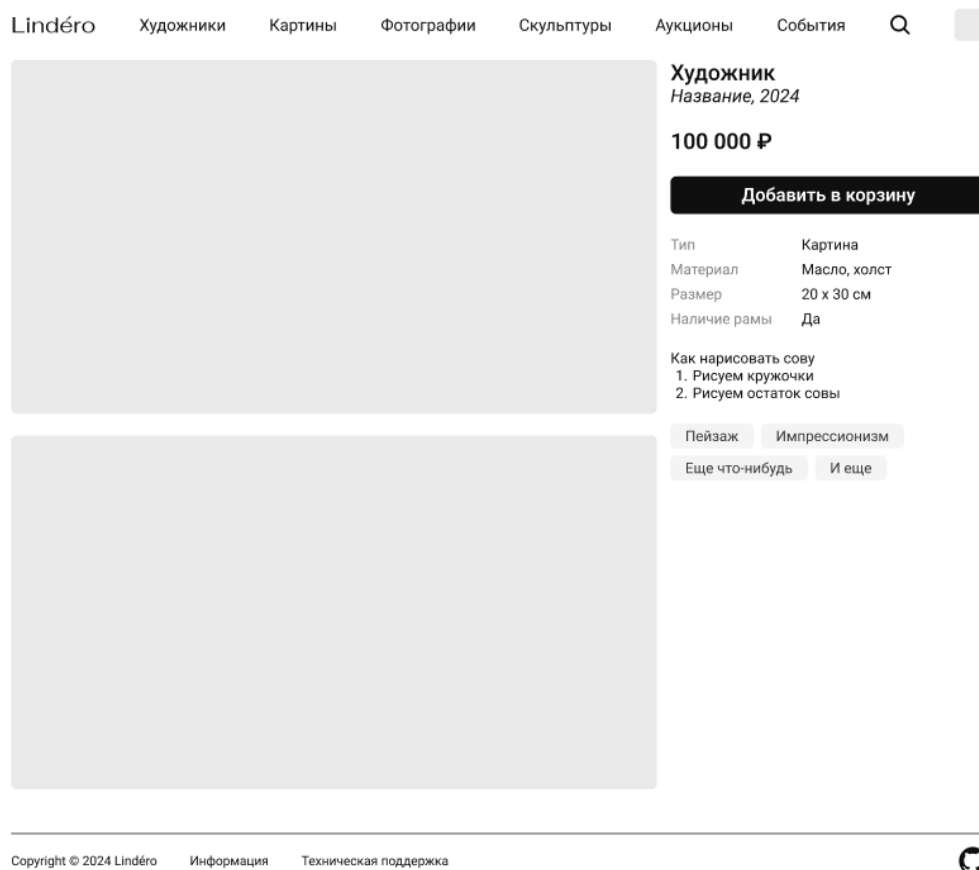 Lindéro Художники Картины Фотографии Скульптуры Аукционы События
Художник
Название, 2024
100 000 ₽
Добавить в корзину
Тип Картина
Материал Масло, холст
Размер 20 x 30 см
Наличие рамы Да
Как нарисовать сову
1. Рисуем кружочки
2. Рисуем остаток совы
Пейзаж Импрессионизм
Еще что-нибудь И еще
Copyright © 2024 Lindéro Информация Техническая поддержка